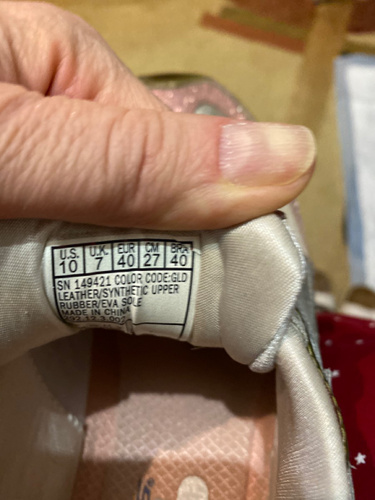 U.S. U.K. EUR CM BRA
10 7 40 27 40
SN 149421 COLOR CODE:GLD
LEATHER/SYNTHETIC UPPER
RUBBER/EVA SOLE
MADE IN CHINA